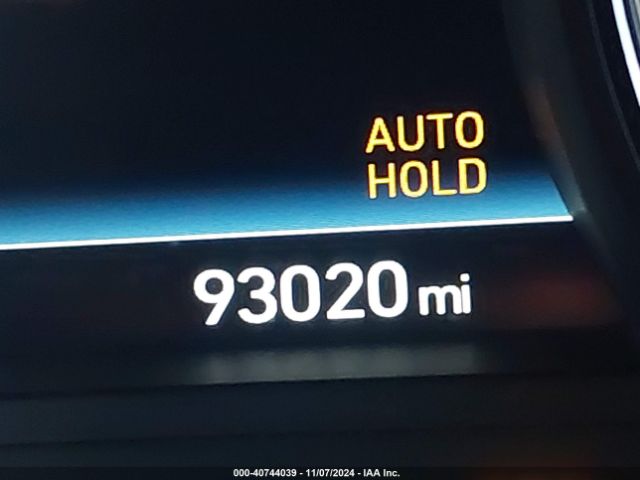 AUTO
HOLD
93020 mi
000-40744039 - 11/07/2024 - IAA Inc.